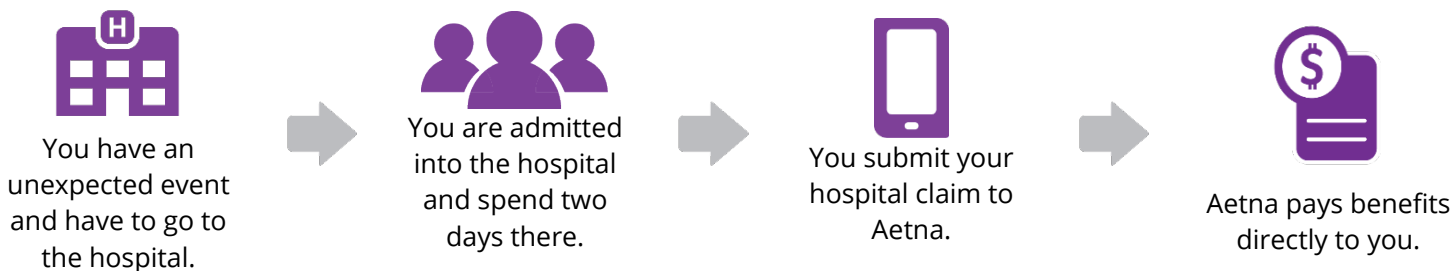 H
You have an
unexpected event
and have to go to
the hospital.
You are admitted
into the hospital
and spend two
days there.
You submit your
hospital claim to
Aetna.
$
Aetna pays benefits
directly to you.